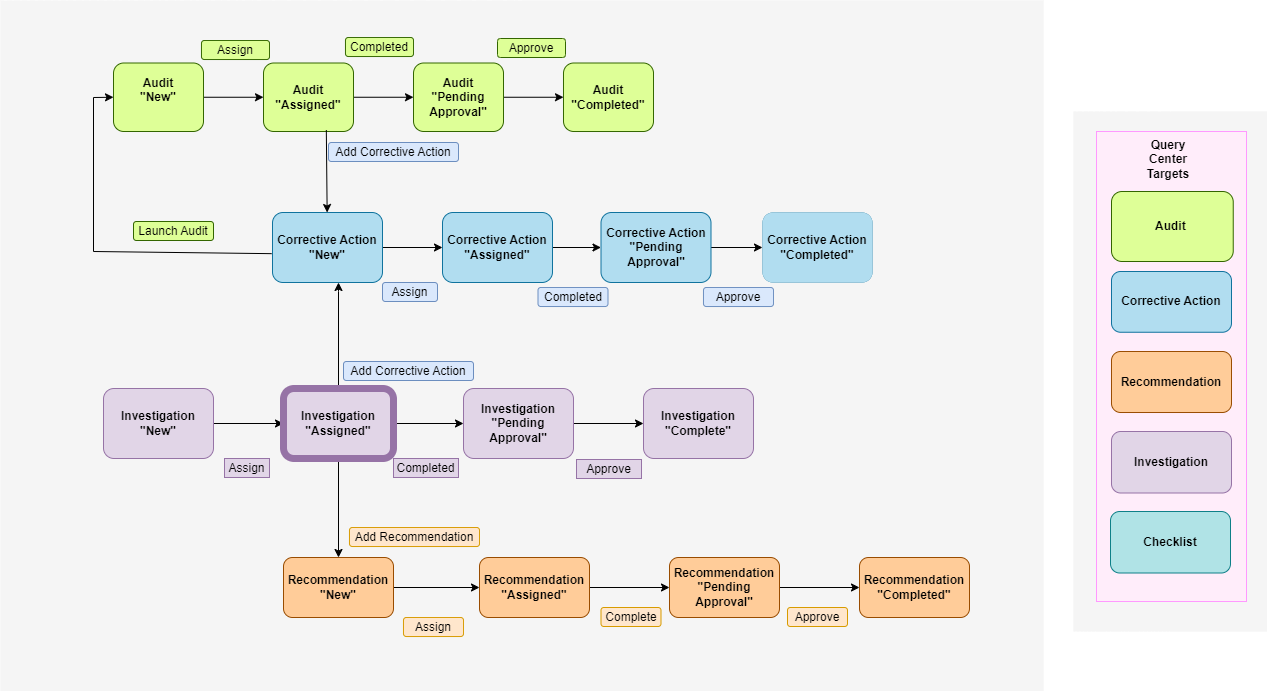 Assign
Completed
Approve
Audit
"New"
Audit
"Assigned"
Audit
"Pending
Approval"
Audit
"Completed"
Add Corrective Action
Launch Audit
Corrective Action
"New"
Corrective Action
"Assigned"
Corrective Action
"Pending
Approval"
Corrective Action
"Completed"
Assign
Completed
Approve
Add Corrective Action
Investigation
"New"
Investigation
"Assigned"
Investigation
"Pending
Approval"
Investigation
"Complete"
Assign
Completed
Approve
Add Recommendation
Recommendation
"New"
Recommendation
"Assigned"
Recommendation
"Pending
Approval"
Recommendation
"Completed"
Assign
Complete
Approve
Query
Center
Targets
Audit
Corrective Action
Recommendation
Investigation
Checklist